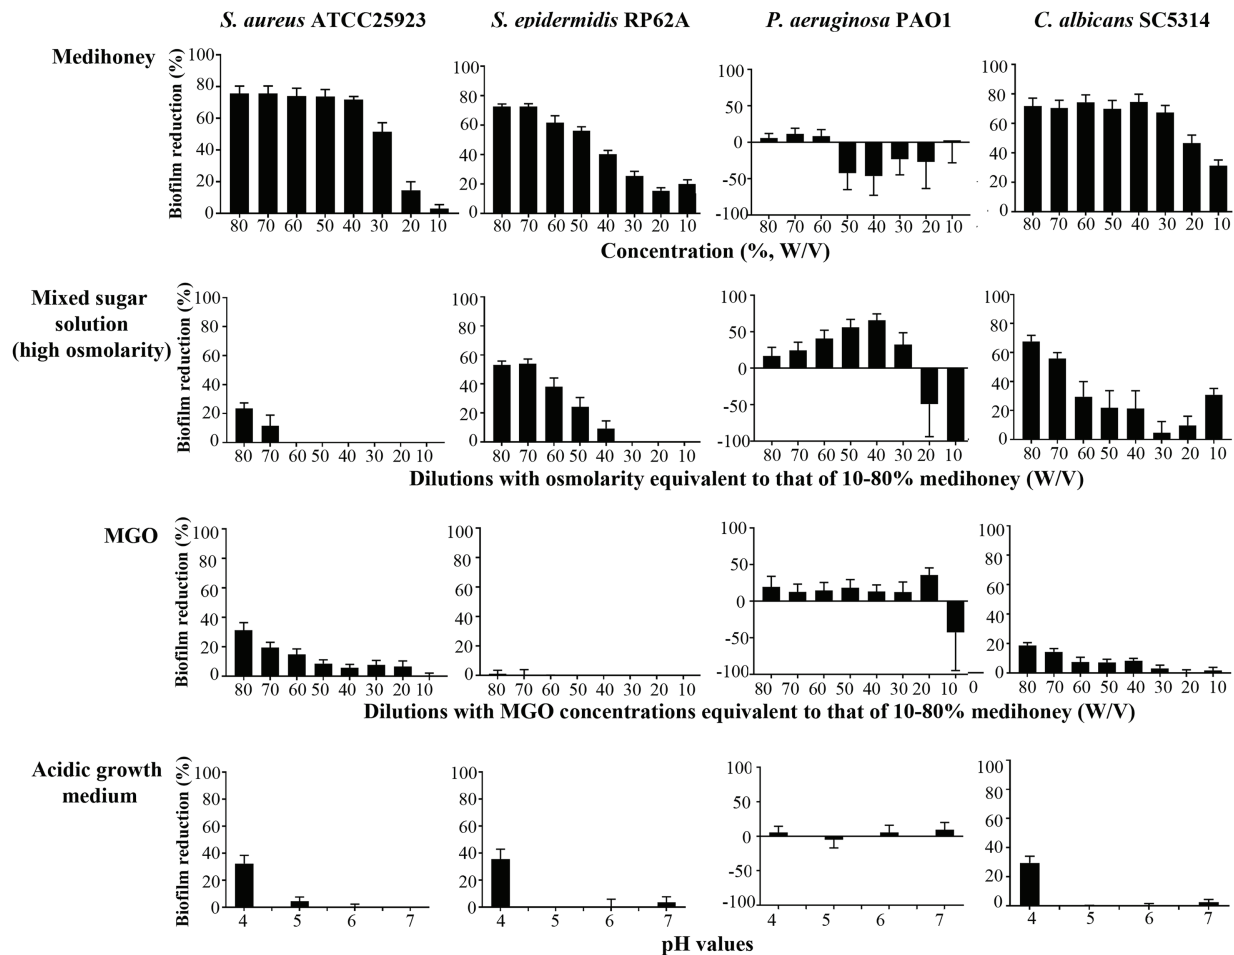 S. aureus ATCC25923 S. epidermidis RP62A P. aeruginosa PAO1 C. albicans SC5314
Medihoney
Biofilm reduction (%)
100 80 60 40 20 0
80 70 60 50 40 30 20 10
100 80 60 40 20 0
80 70 60 50 40 30 20 10
100 50 0 -50 -100
80 70 60 50 40 30 20 10
100 80 60 40 20 0
80 70 60 50 40 30 20 10
Concentration (%, W/V)
Mixed sugar
solution
(high osmolarity)
Biofilm reduction (%)
100 80 60 40 20 0
80 70 60 50 40 30 20 10
100 80 60 40 20 0
80 70 60 50 40 30 20 10
100 50 0 -50 -100
80 70 60 50 40 30 20 10
100 80 60 40 20 0
80 70 60 50 40 30 20 10
Dilutions with osmolarity equivalent to that of 10-80% medihoney (W/V)
MGO
Biofilm reduction (%)
100 80 60 40 20 0
80 70 60 50 40 30 20 10
100 80 60 40 20 0
80 70 60 50 40 30 20 10
100 50 0 -50 -100
80 70 60 50 40 30 20 10 0
100 80 60 40 20 0
80 70 60 50 40 30 20 10
Dilutions with MGO concentrations equivalent to that of 10-80% medihoney (W/V)
Acidic growth
medium
Biofilm reduction (%)
100 80 60 40 20 0
4 5 6 7
100 80 60 40 20 0
4 5 6 7
100 50 0 -50 -100
4 5 6 7
100 80 60 40 20 0
4 5 6 7
pH values